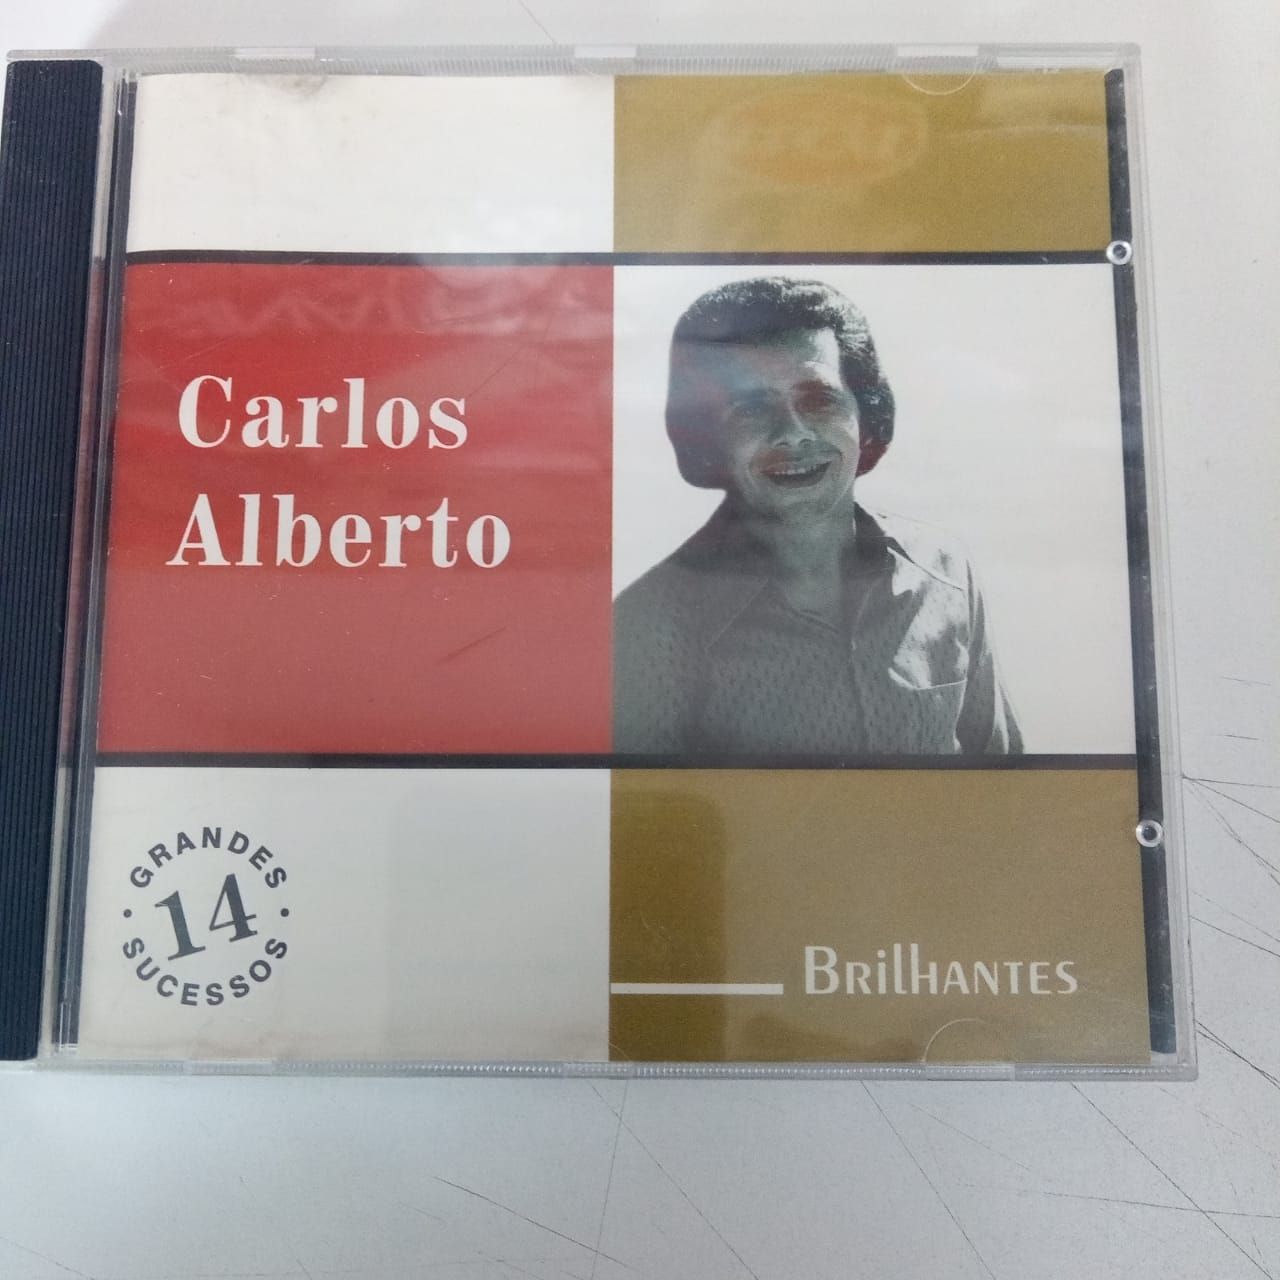 Carlos
Alberto
GRANDES
14
SUCESSOS
BRILHANTES